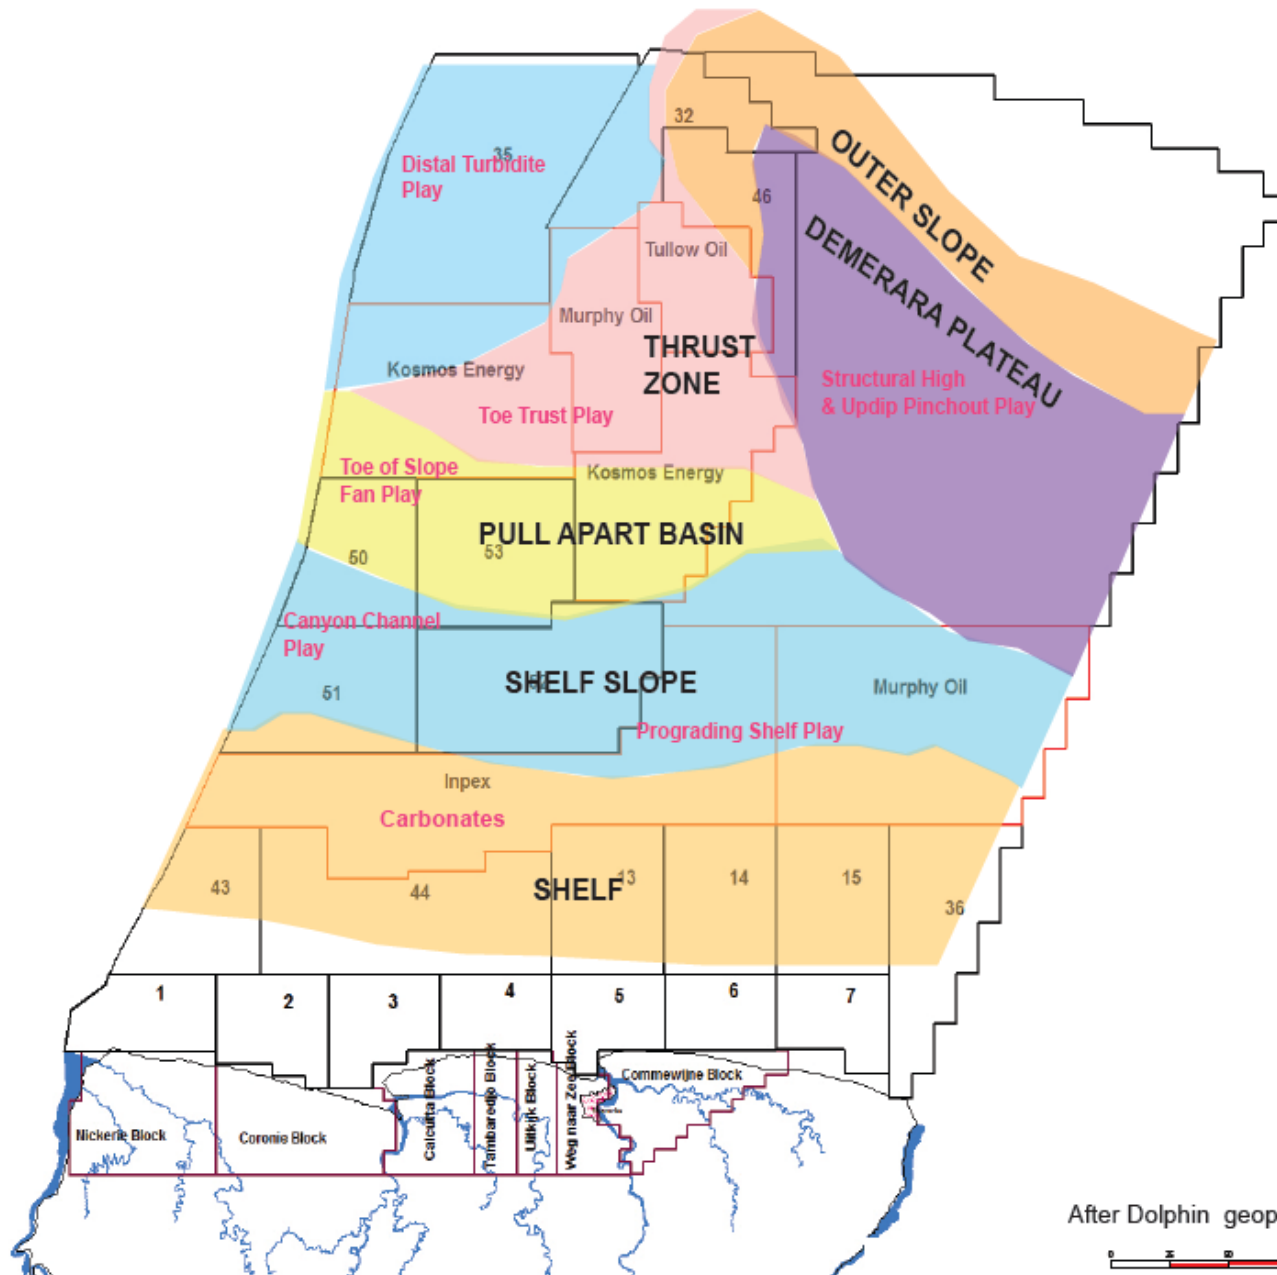 32
OUTER SLOPE
35
Distal Turbidite
Play
46
DEMERARA PLATEAU
Tullow Oil
Murphy Oil
THRUST
ZONE
Kosmos Energy
Structural High
& Updip Pinchout Play
Toe Trust Play
Toe of Slope
Fan Play
Kosmos Energy
PULL APART BASIN
53
50
Canyon Channel
Play
SHELF SLOPE
51
Murphy Oil
Prograding Shelf Play
Inpex
Carbonates
43
44
SHELF
13
14
15
36
1
2
3
4
5
6
7
Nickerie Block
Coronie Block
Calcutta Block
Tambaredjo Block
Uitkijk Block
Weg naar Zee Block
Commewijne Block
After Dolphin geop
0